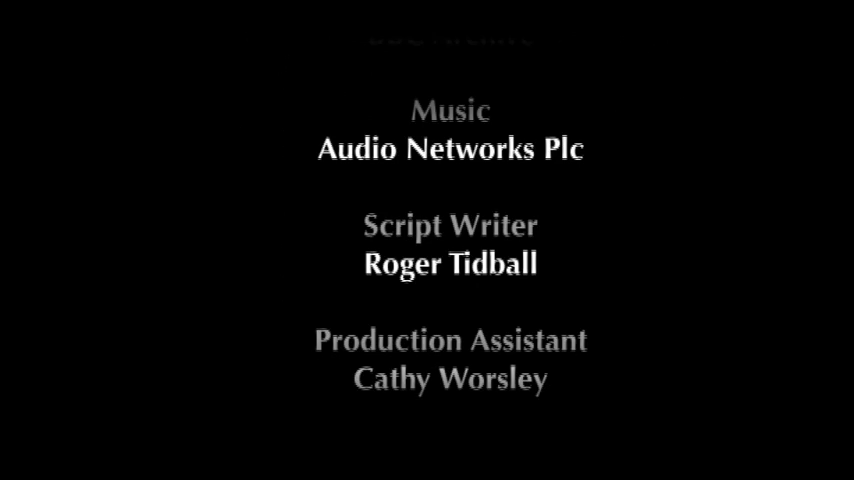 Music
Audio Networks Plc
Script Writer
Roger Tidball
Production Assistant
Cathy Worsley